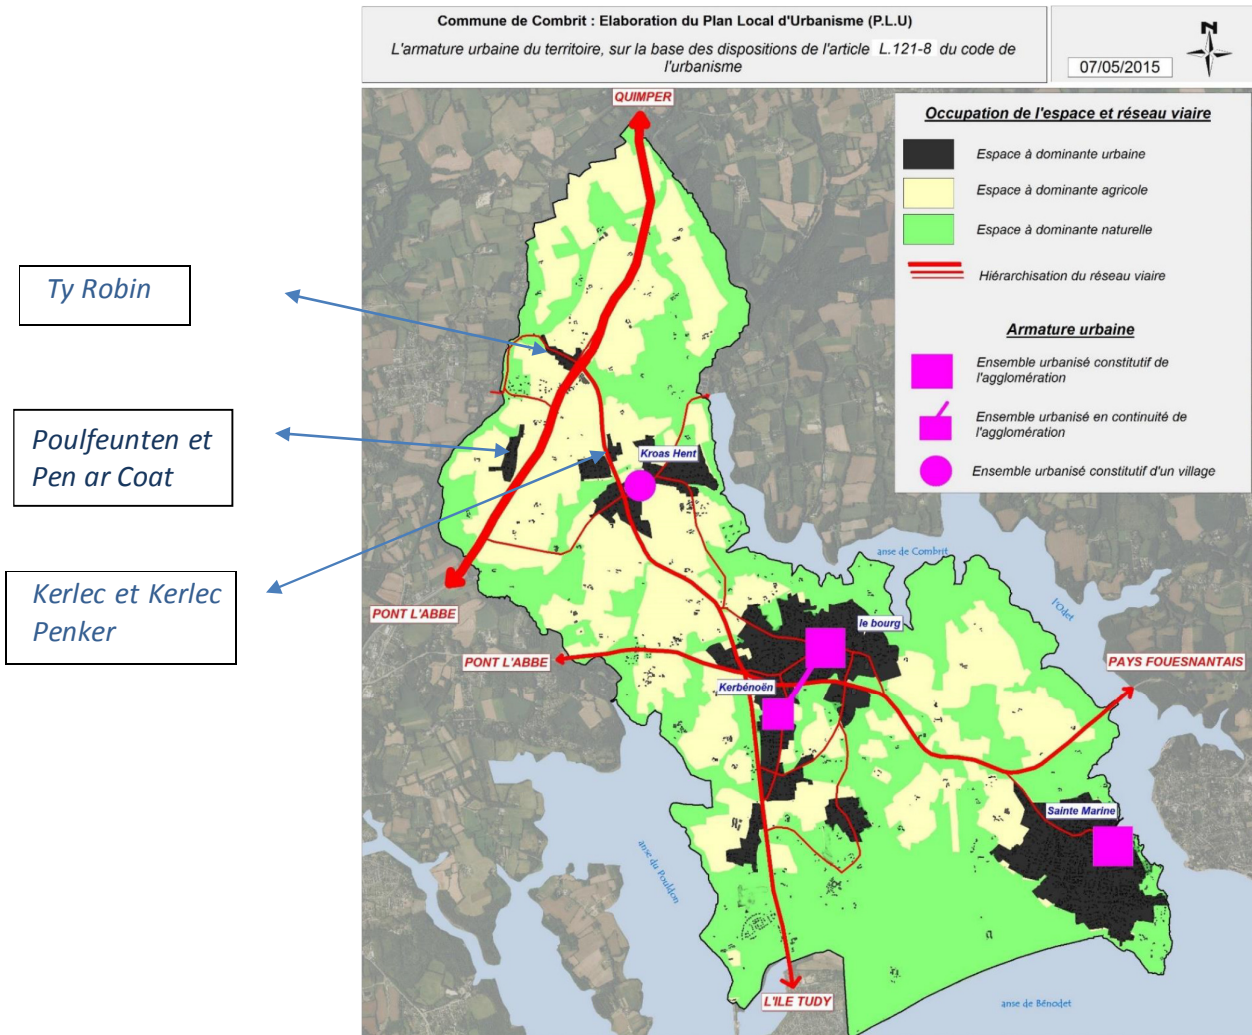 Commune de Combrit : Elaboration du Plan Local d'Urbanisme (P.L.U)
L'armature urbaine du territoire, sur la base des dispositions de l'article L.121-8 du code de
l'urbanisme
N
07/05/2015
QUIMPER
Occupation de l'espace et réseau viaire
Espace à dominante urbaine
Espace à dominante agricole
Espace à dominante naturelle
Hiérarchisation du réseau viaire
Armature urbaine
Ensemble urbanisé constitutif de
l'agglomération
Ensemble urbanisé en continuité de
l'agglomération
Ensemble urbanisé constitutif d'un village
Ty Robin
Poulfeunten et
Pen ar Coat
Kerlec et Kerlec
Penker
Kroas Hent
anse de Combrit
l'Odet
PONT L'ABBE
le bourg
PONT L'ABBE
PAYS FOUESNANTAIS
Kerbénoën
Sainte Marine
anse du Pouldon
L'ILE TUDY
anse de Bénodet